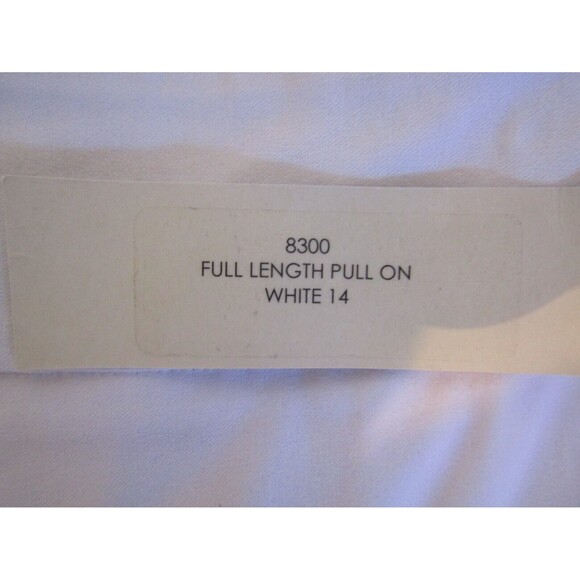 8300
FULL LENGTH PULL ON
WHITE 14